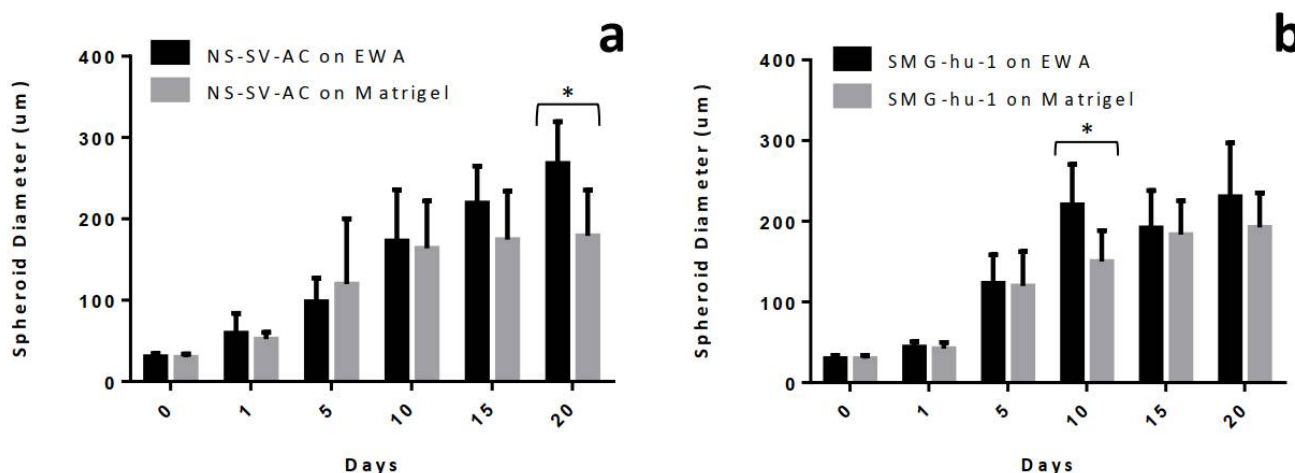 a
NS-SV-AC on EWA
NS-SV-AC on Matrigel
*
Spheroid Diameter (um)
400
300
200
100
0
0 1 5 10 15 20
Days
b
SMG-hu-1 on EWA
SMG-hu-1 on Matrigel
*
Spheroid Diameter (um)
400
300
200
100
0
0 1 5 10 15 20
Days